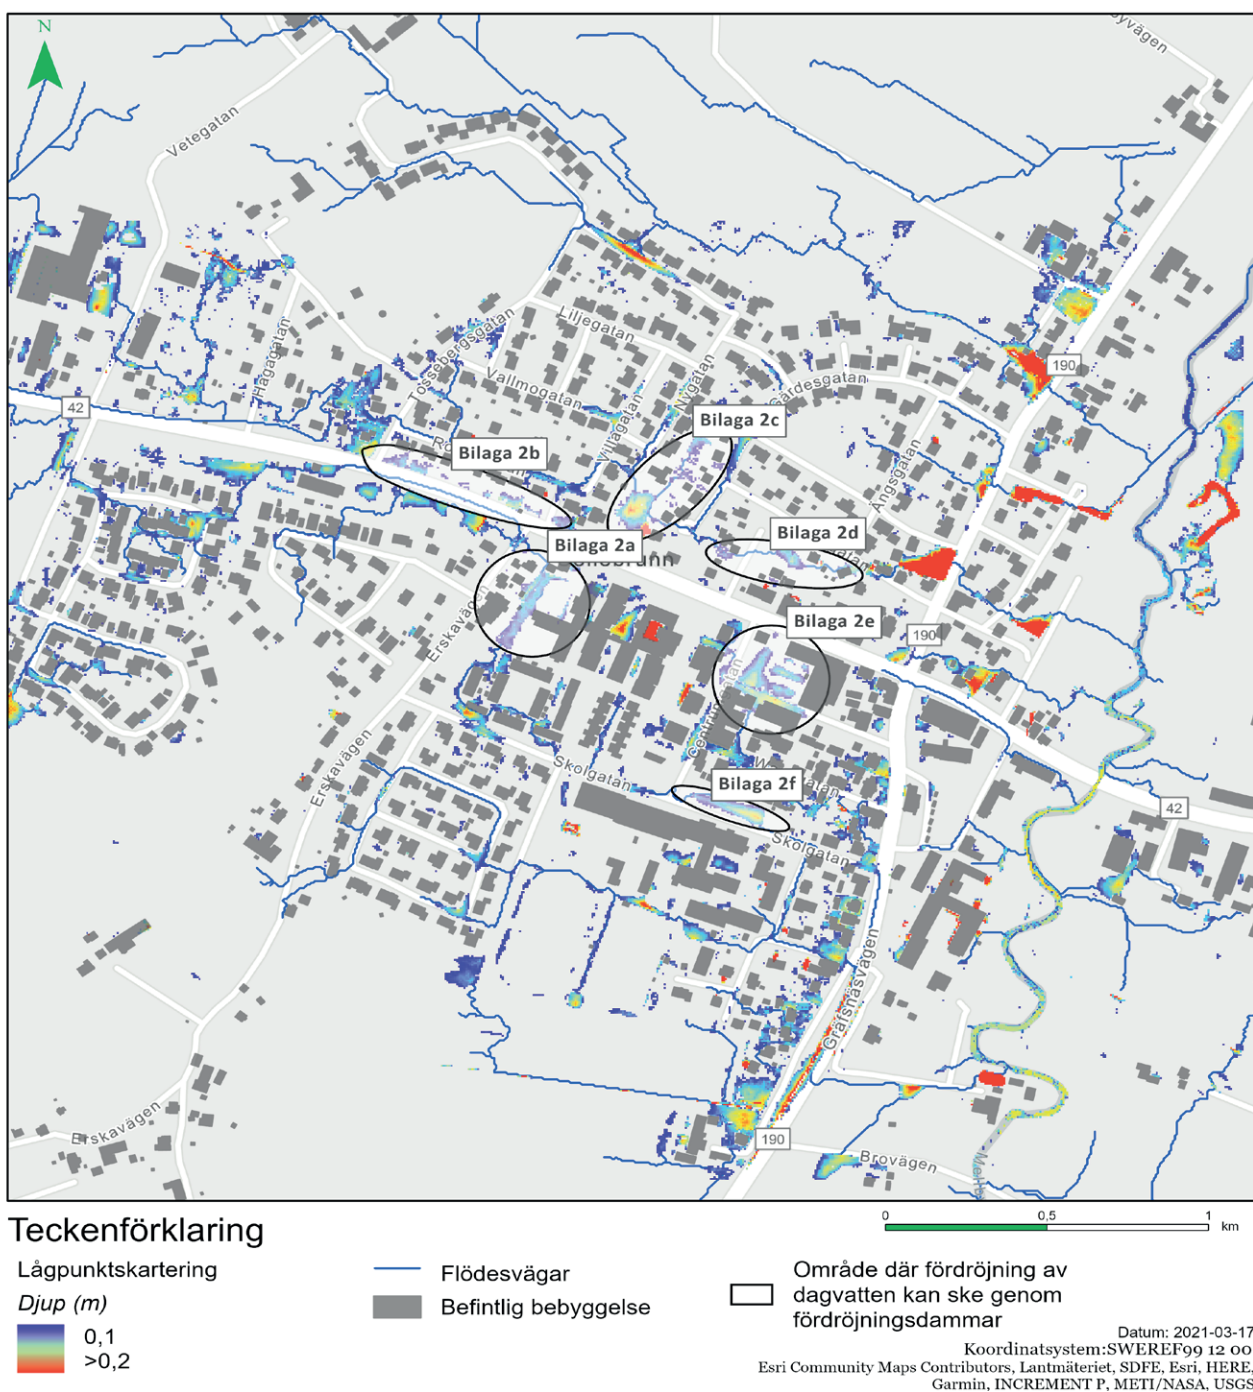 N
byvägen
Vetegatan
Hagagatan
Tossebergsgatan
Liljegatan
Vallmogatan
Nygatan
Villagatan
Gärdesgatan
190
42
Bilaga 2c
Bilaga 2b
Ängsgatan
Bilaga 2d
Bilaga 2a
Erskavägen
Bilaga 2e
190
Bilaga 2f
Erskavägen
Skolgatan
42
Skolgatan
Gräfsnäsvägen
Erskavägen
190
Brovägen
Teckenförklaring
0 0,5 1
km
Lågpunktskartering
Djup (m)
0,1
>0,2
Flödesvägar
Befintlig bebyggelse
Område där fördröjning av
dagvatten kan ske genom
fördröjningsdammar
Datum: 2021-03-17
Koordinatsystem:SWEREF99 12 00
Esri Community Maps Contributors, Lantmäteriet, SDFE, Esri, HERE,
Garmin, INCREMENT P, METI/NASA, USGS